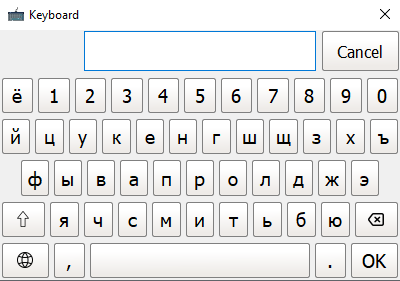 Keyboard
Cancel
ё 1 2 3 4 5 6 7 8 9 0
й ц у к е н г ш щ з х ъ
ф ы в а п р о л д ж э
я ч с м и т ь б ю
, . OK